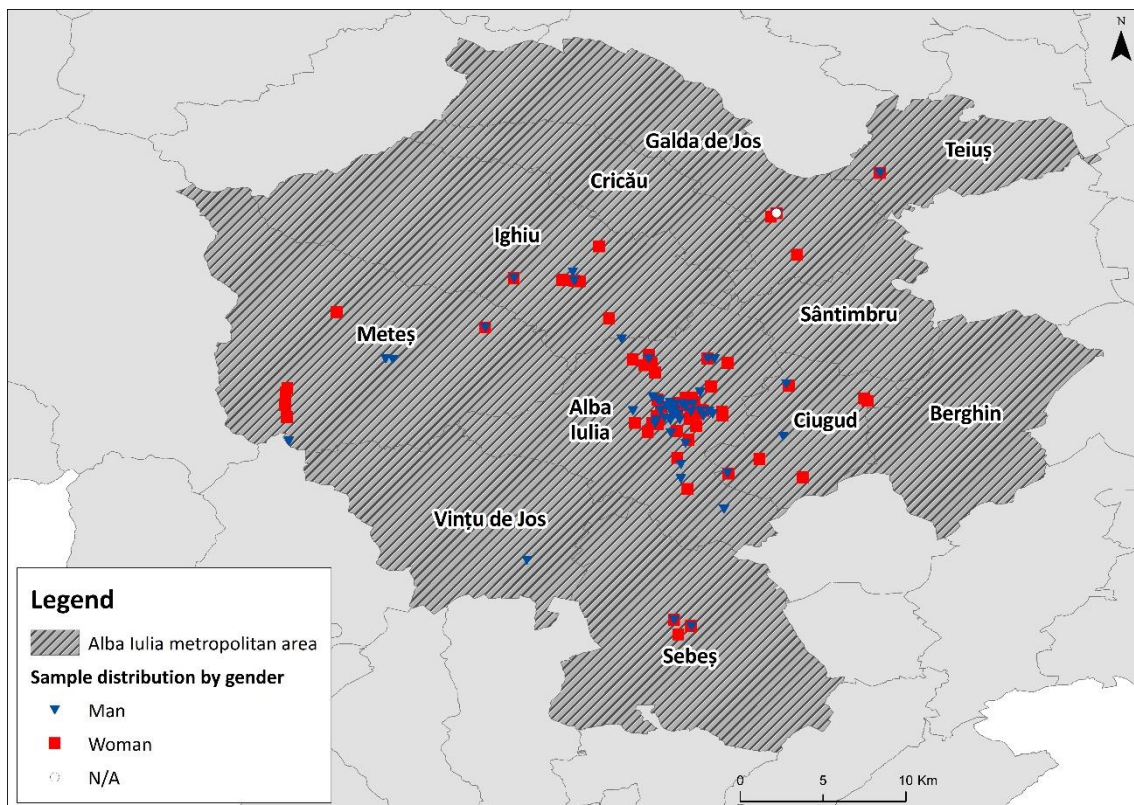 N
Galda de Jos
Teiuș
Cricău
Ighiu
Sântimbru
Meteș
Alba
Iulia
Ciugud
Berghin
Vințu de Jos
Sebeș
Legend
Alba Iulia metropolitan area
Sample distribution by gender
Man
Woman
N/A
0 5 10 Km